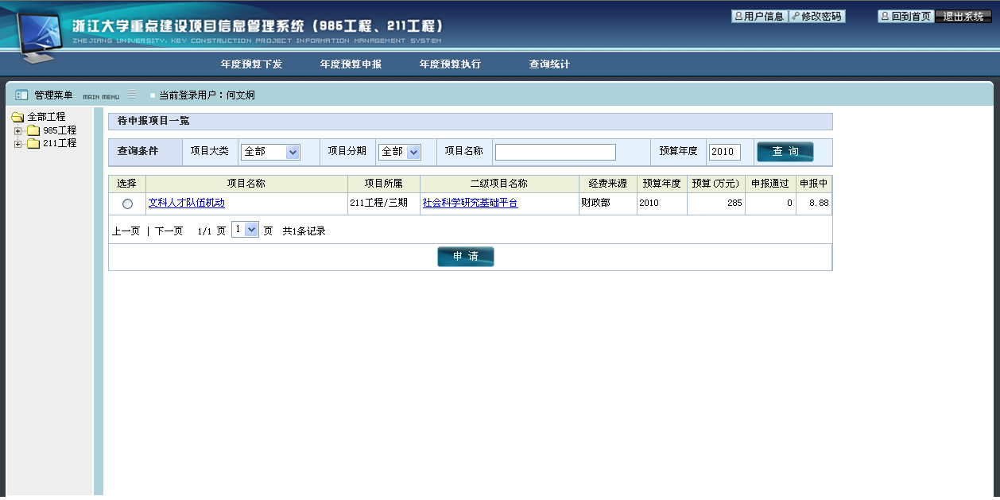 浙江大学重点建设项目信息管理系统（985工程、211工程）
ZHEJIANG UNIVERSITY. KEY CONSTRUCTION PROJECT INFORMATION MANAGEMENT SYSTEM
用户信息 修改密码 回到首页 退出系统
年度预算下发 年度预算申报 年度预算执行 查询统计
管理菜单 MAIN MENU 当前登录用户：何文炯
全部工程
985工程
211工程
待申报项目一览
查询条件 项目大类 全部 项目分期 全部 项目名称 预算年度 2010 查 询
选择 项目名称 项目所属 二级项目名称 经费来源 预算年度 预算(万元) 申报通过 申报中
文科人才队伍机动 211工程/三期 社会科学研究基础平台 财政部 2010 285 0 8.88
上一页 | 下一页 1/1 页 1 页 共1条记录
申 请